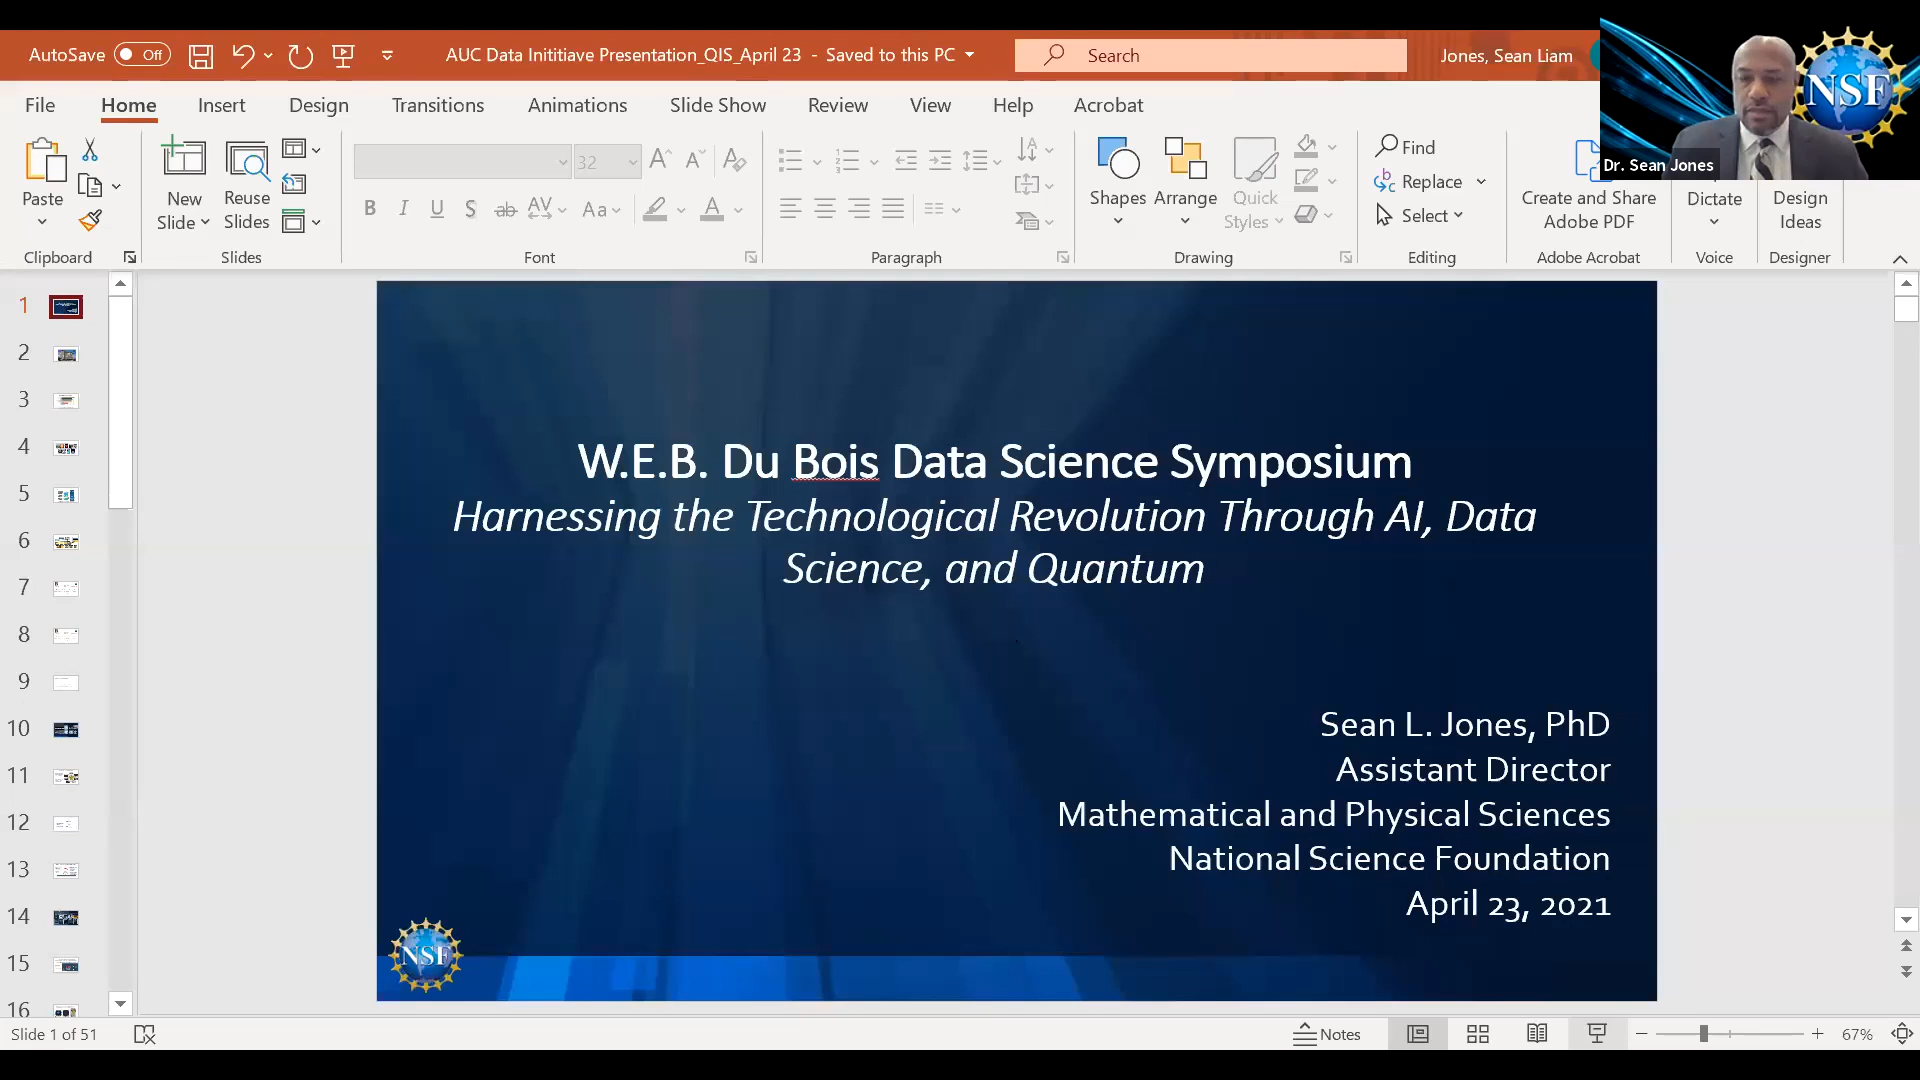 AutoSave Off
AUC Data Inititiave Presentation_QIS_April 23 - Saved to this PC
Search
Jones, Sean Liam
NSF
Dr. Sean Jones
File Home Insert Design Transitions Animations Slide Show Review View Help Acrobat
Paste
New Slide
Reuse Slides
32
Shapes
Arrange
Quick Styles
Find
Replace
Select
Create and Share Adobe PDF
Dictate
Design Ideas
Clipboard Slides Font Paragraph Drawing Editing Adobe Acrobat Voice Designer
1
2
3
4
5
6
7
8
9
10
11
12
13
14
15
16
W.E.B. Du Bois Data Science Symposium
Harnessing the Technological Revolution Through AI, Data
Science, and Quantum
Sean L. Jones, PhD
Assistant Director
Mathematical and Physical Sciences
National Science Foundation
April 23, 2021
NSF
Slide 1 of 51
Notes
67%